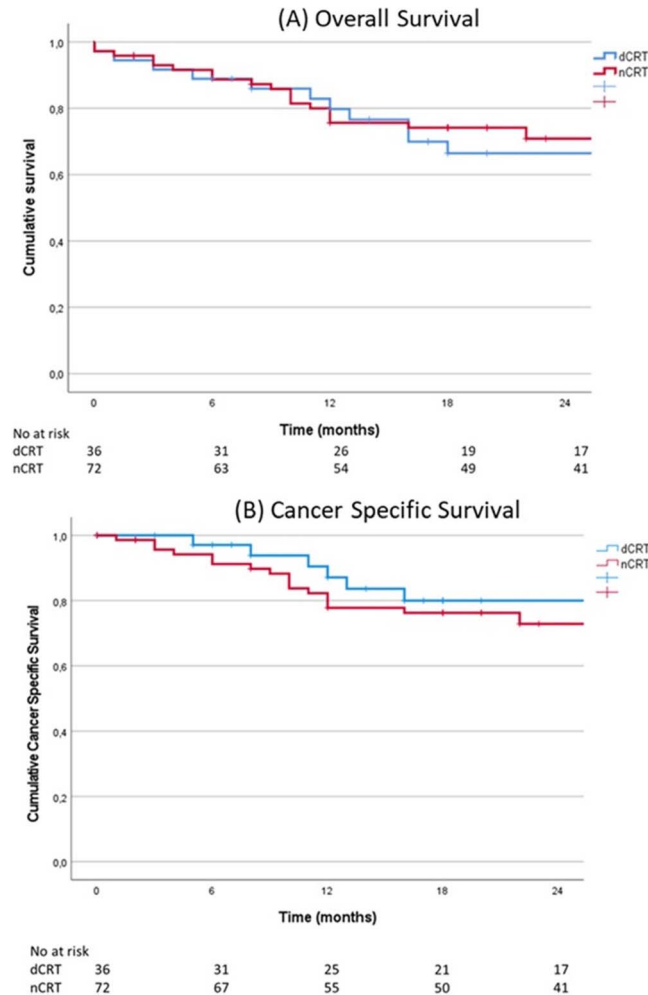 (A) Overall Survival
Cumulative survival
1,0
0,8
0,6
0,4
0,2
0,0
dCRT
nCRT
0 6 12 18 24
Time (months)
No at risk
dCRT 36 31 26 19 17
nCRT 72 63 54 49 41
(B) Cancer Specific Survival
Cumulative Cancer Specific Survival
1,0
0,8
0,6
0,4
0,2
0,0
dCRT
nCRT
0 6 12 18 24
Time (months)
No at risk
dCRT 36 31 25 21 17
nCRT 72 67 55 50 41